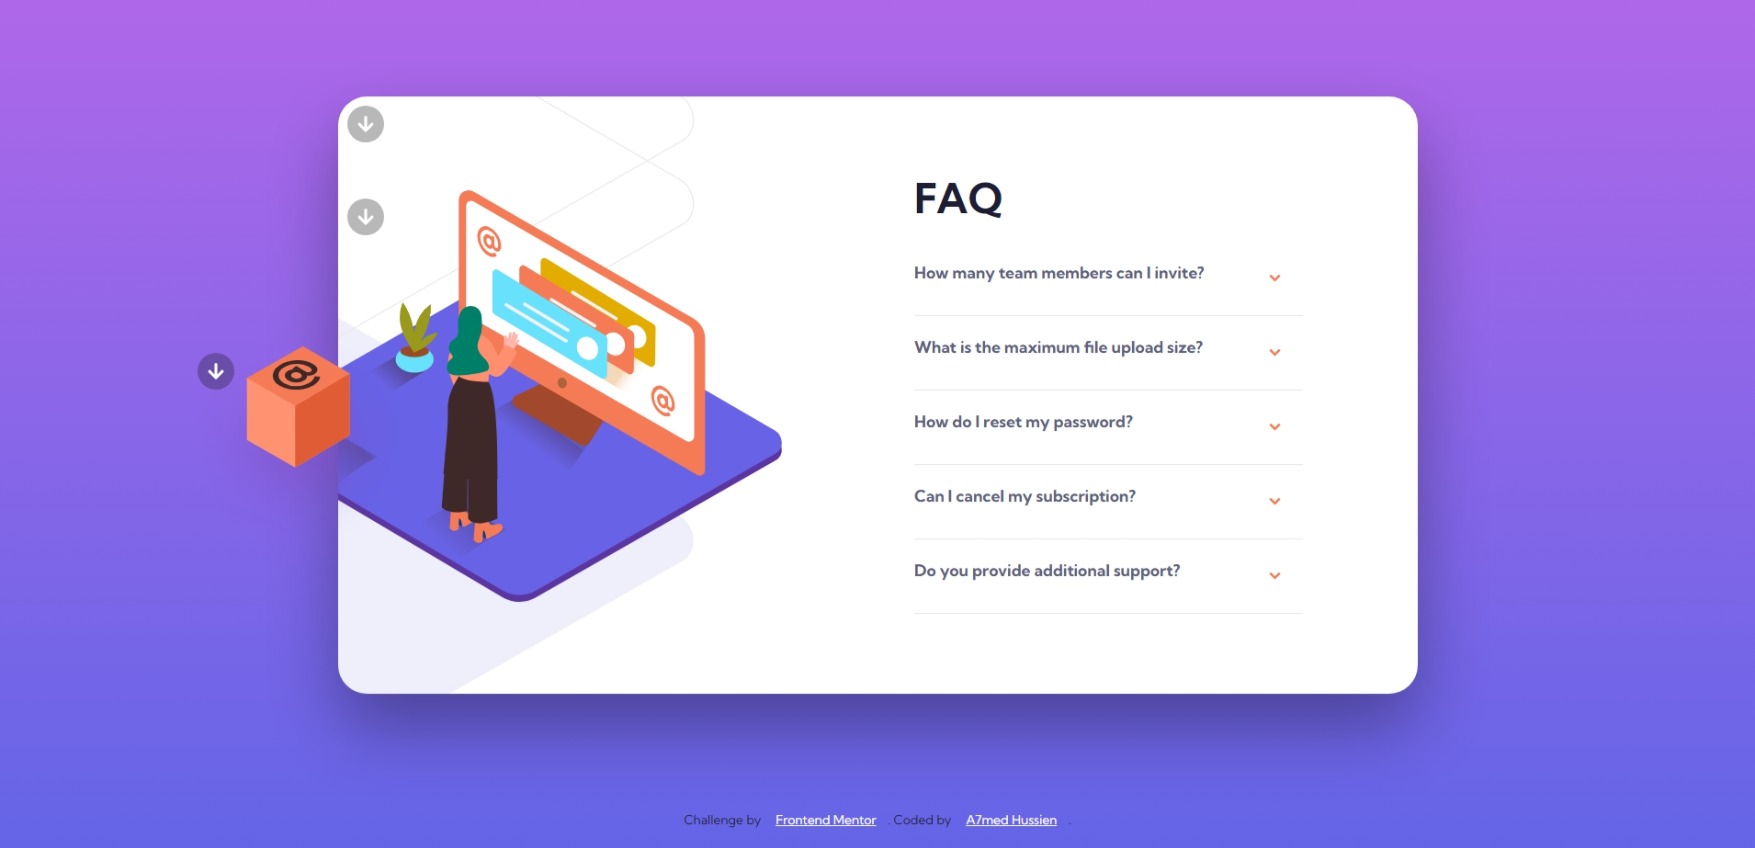 FAQ
How many team members can I invite?
What is the maximum file upload size?
How do I reset my password?
Can I cancel my subscription?
Do you provide additional support?
@
@
@
Challenge by Frontend Mentor . Coded by A7med Hussien .